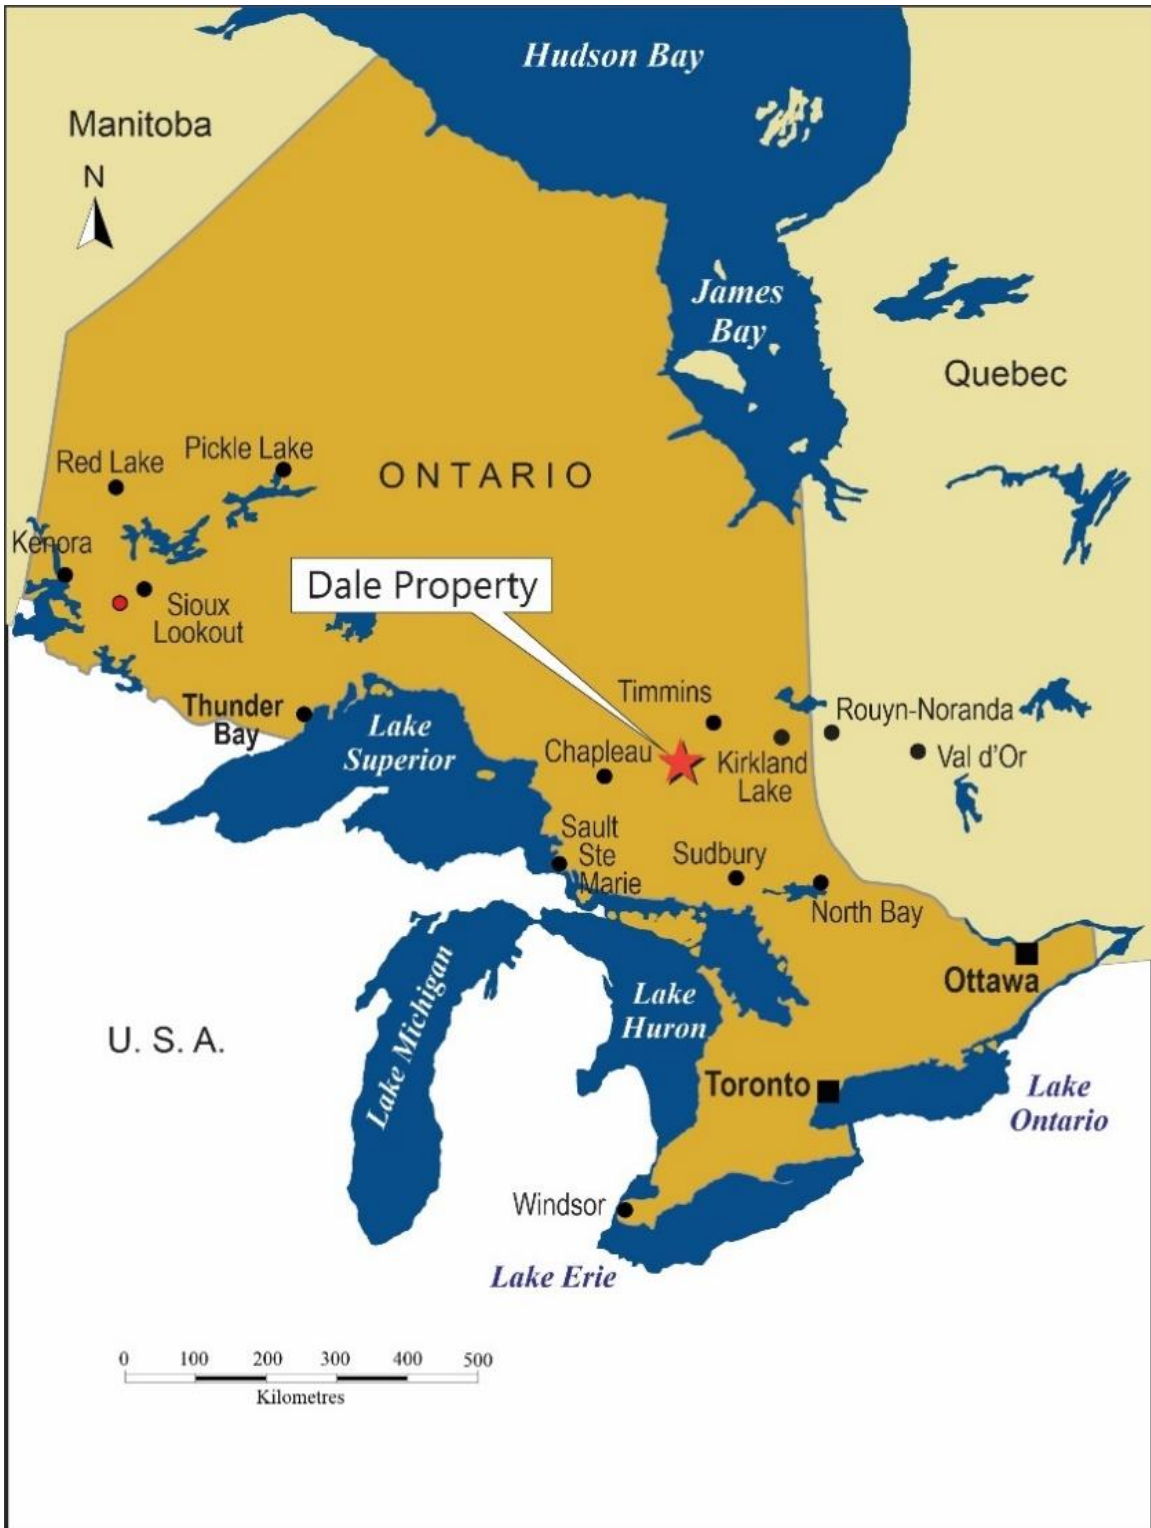 Hudson Bay
Manitoba
N
James
Bay
Quebec
Pickle Lake
Red Lake
ONTARIO
Kenora
Dale Property
Sioux
Lookout
Timmins
Thunder
Bay
Rouyn-Noranda
Lake
Superior
Chapleau
Kirkland
Lake
Val d'Or
Sault
Ste
Marie
Sudbury
North Bay
Ottawa
Lake Michigan
Lake
Huron
U. S. A.
Toronto
Lake
Ontario
Windsor
Lake Erie
0 100 200 300 400 500
Kilometres